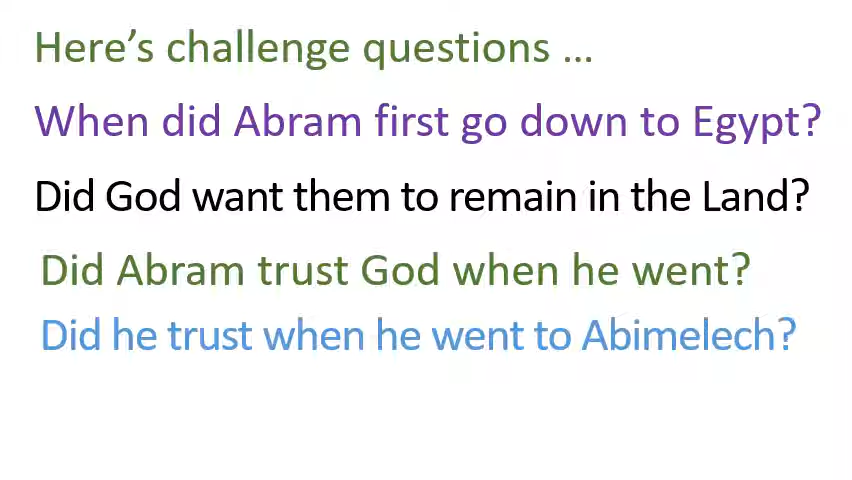 Here’s challenge questions …
When did Abram first go down to Egypt?
Did God want them to remain in the Land?
Did Abram trust God when he went?
Did he trust when he went to Abimelech?